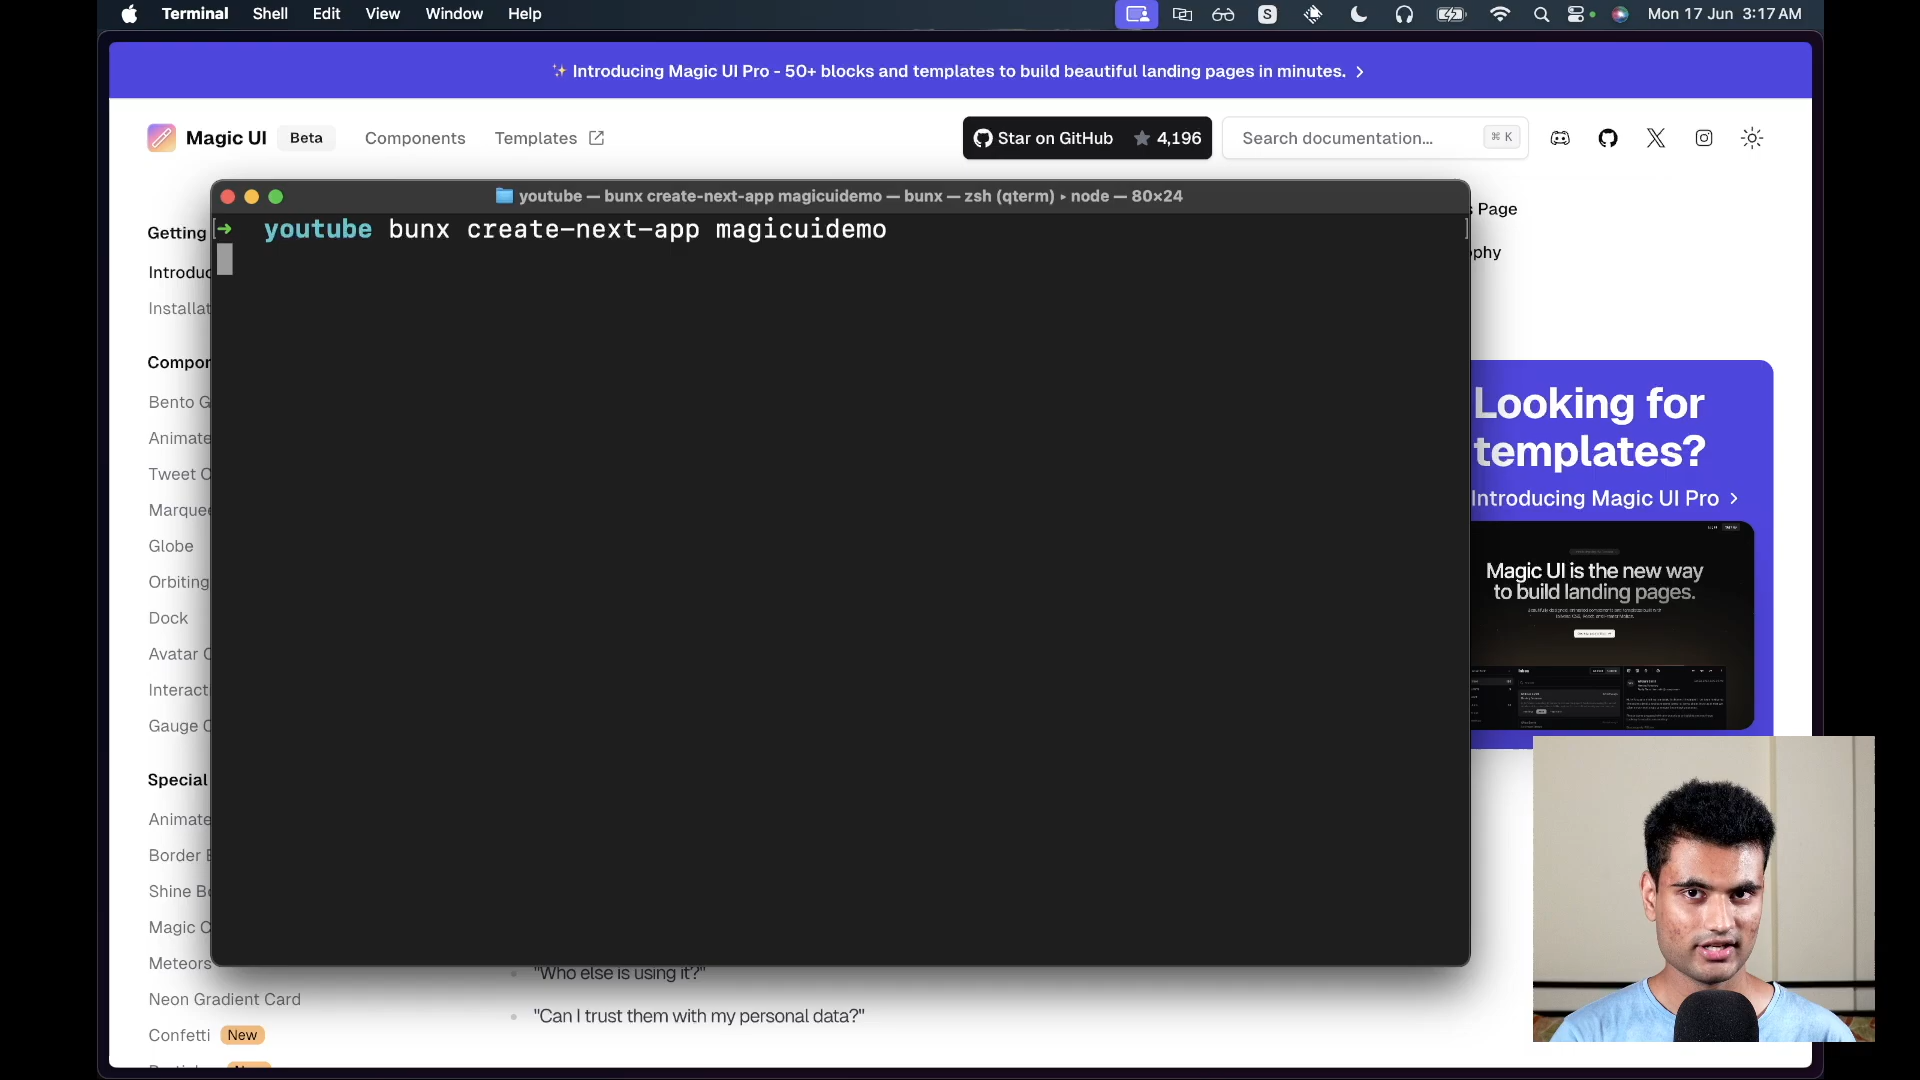 Terminal Shell Edit View Window Help
S
Mon 17 Jun 3:17 AM
✨ Introducing Magic UI Pro - 50+ blocks and templates to build beautiful landing pages in minutes. >
Magic UI Beta Components Templates
Star on GitHub ★ 4,196
Search documentation... ⌘ K
youtube — bunx create-next-app magicuidemo — bunx — zsh (qterm) ▸ node — 80×24
➜ youtube bunx create-next-app magicuidemo
Getting
Introduc
Installat
Compor
Bento G
Animate
Tweet C
Marquee
Globe
Orbiting
Dock
Avatar C
Interacti
Gauge C
Special
Animate
Border B
Shine Bo
Magic C
Meteors
Neon Gradient Card
Confetti New
"Who else is using it?"
"Can I trust them with my personal data?"
s Page
phy
Looking for
templates?
Introducing Magic UI Pro >
Magic UI is the new way
to build landing pages.